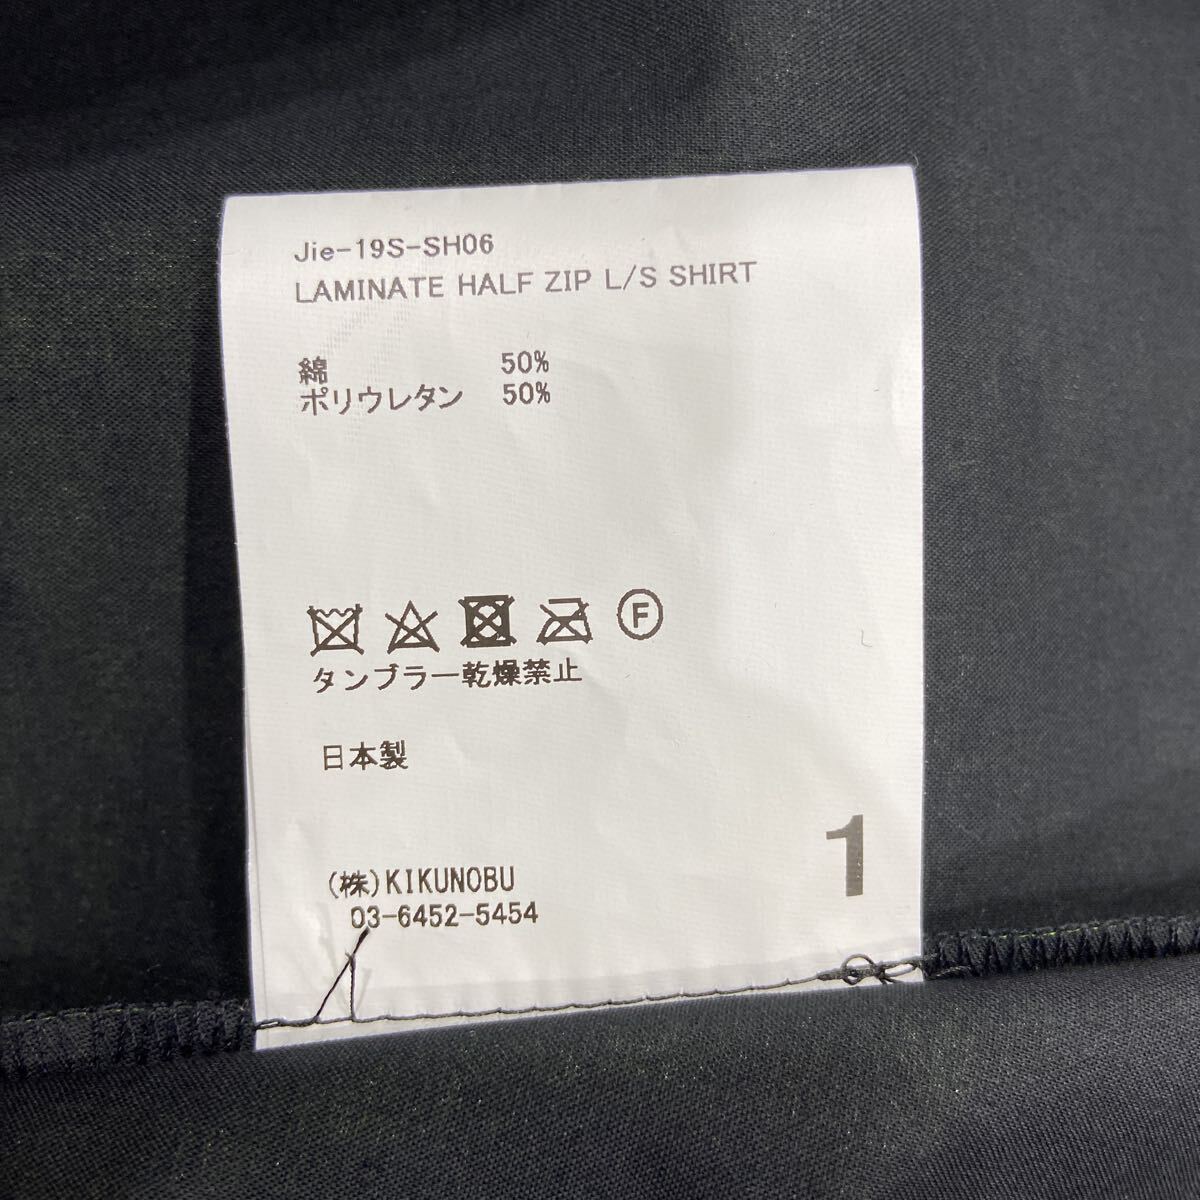 Jie-19S-SH06
LAMINATE HALF ZIP L/S SHIRT
綿 50%
ポリウレタン 50%
F
タンブラー乾燥禁止
日本製
1
(株)KIKUNOBU
03-6452-5454